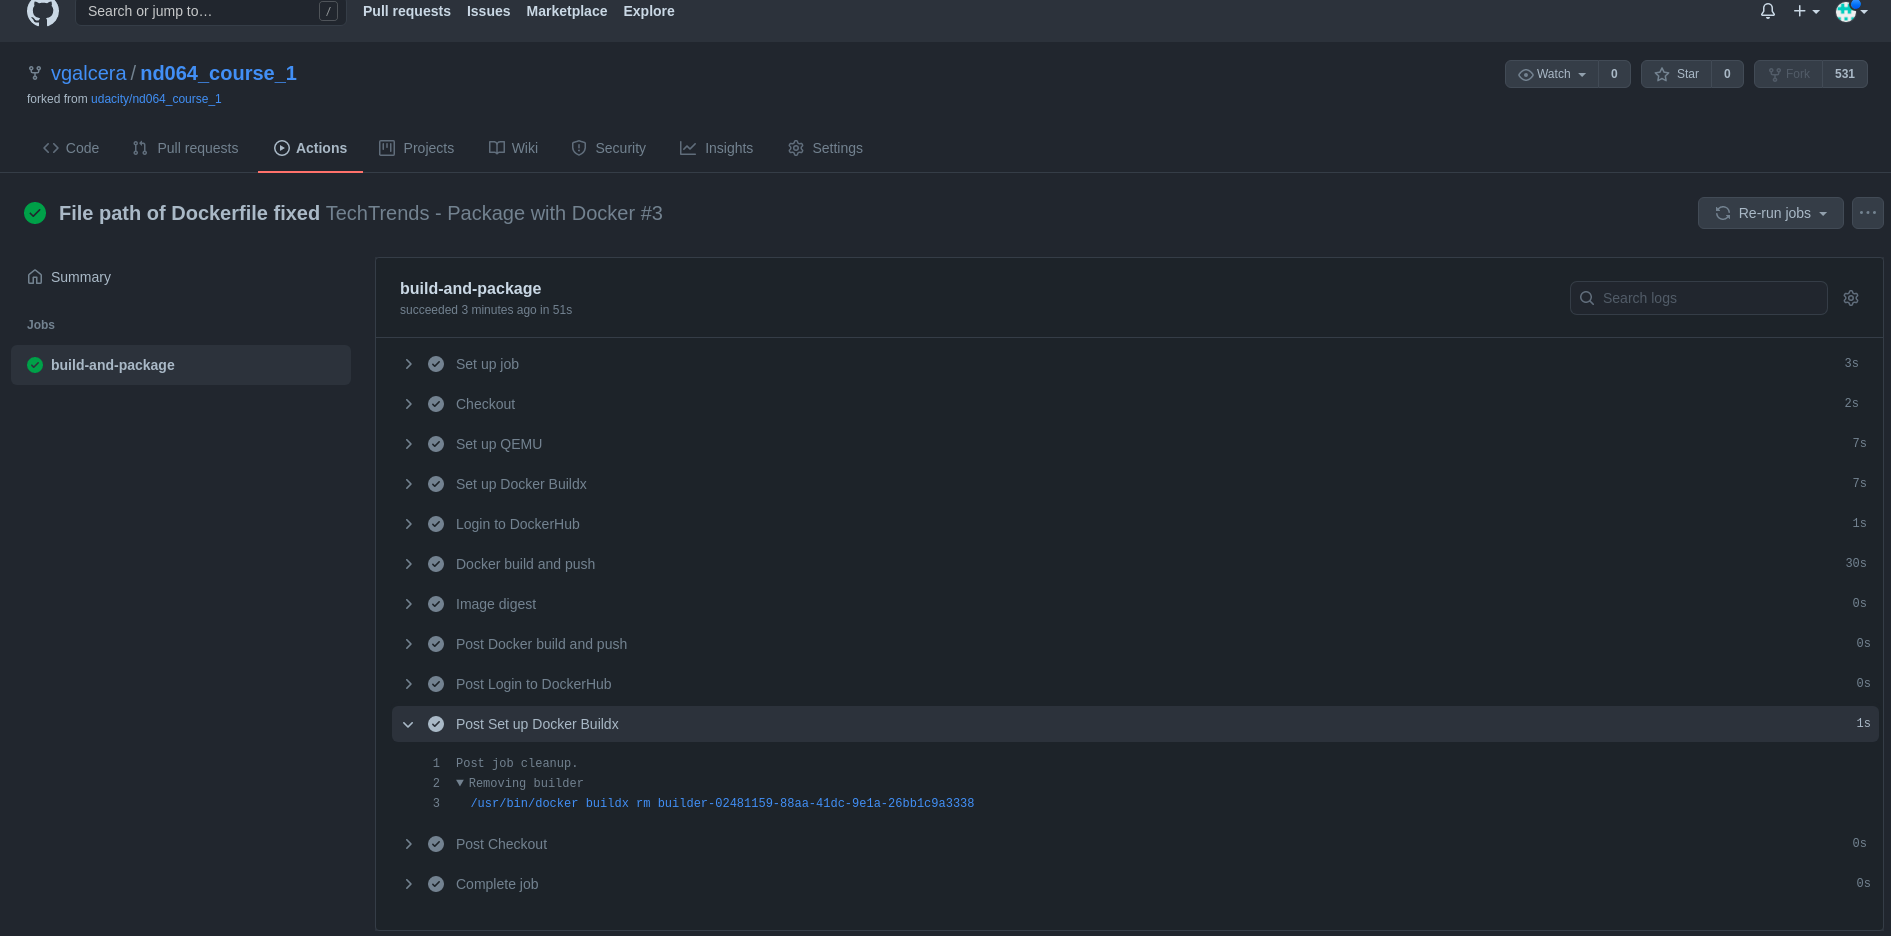 Search or jump to… /
Pull requests Issues Marketplace Explore
vgalcera / nd064_course_1
Watch 0 Star 0 Fork 531
forked from udacity/nd064_course_1
Code Pull requests Actions Projects Wiki Security Insights Settings
File path of Dockerfile fixed TechTrends - Package with Docker #3
Re-run jobs
Summary
Jobs
build-and-package
build-and-package
succeeded 3 minutes ago in 51s
Search logs
Set up job 3s
Checkout 2s
Set up QEMU 7s
Set up Docker Buildx 7s
Login to DockerHub 1s
Docker build and push 30s
Image digest 0s
Post Docker build and push 0s
Post Login to DockerHub 0s
Post Set up Docker Buildx 1s
1 Post job cleanup.
2 ▼ Removing builder
3 /usr/bin/docker buildx rm builder-02481159-88aa-41dc-9e1a-26bb1c9a3338
Post Checkout 0s
Complete job 0s